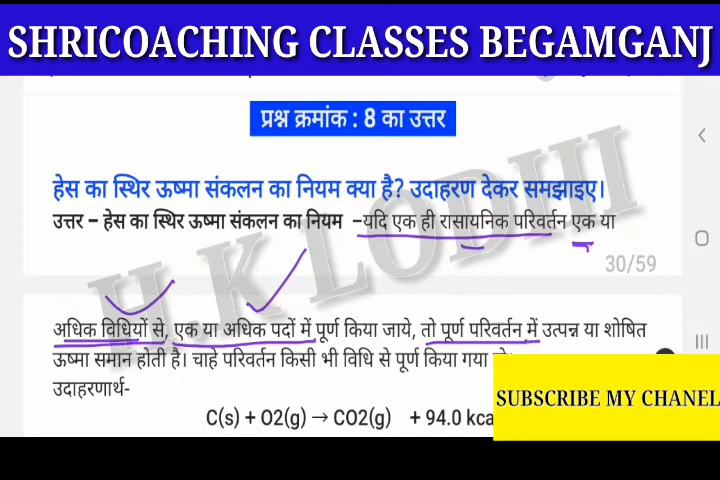 SHRICOACHING CLASSES BEGAMGANJ
प्रश्न क्रमांक : 8 का उत्तर
हेस का स्थिर ऊष्मा संकलन का नियम क्या है? उदाहरण देकर समझाइए।
उत्तर – हेस का स्थिर ऊष्मा संकलन का नियम –यदि एक ही रासायनिक परिवर्तन एक या
30/59
H.K LODHI
अधिक विधियों से, एक या अधिक पदों में पूर्ण किया जाये, तो पूर्ण परिवर्तन में उत्पन्न या शोषित
ऊष्मा समान होती है। चाहे परिवर्तन किसी भी विधि से पूर्ण किया गया
उदाहरणार्थ-
SUBSCRIBE MY CHANEL
C(s) + O2(g) → CO2(g) + 94.0 kca